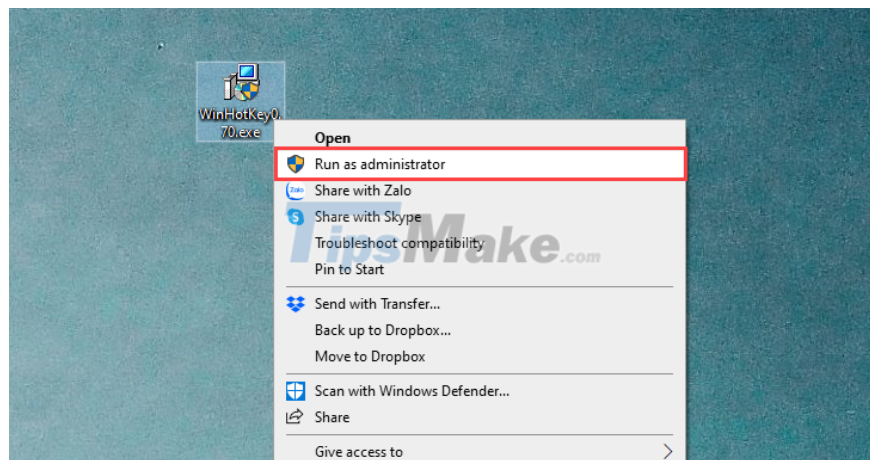 WinHotKey0.
70.exe
Open
Run as administrator
Zalo
Share with Zalo
S
Share with Skype
Troubleshoot compatibility
TipsMake.com
Pin to Start
Send with Transfer...
Back up to Dropbox...
Move to Dropbox
Scan with Windows Defender...
Share
Give access to